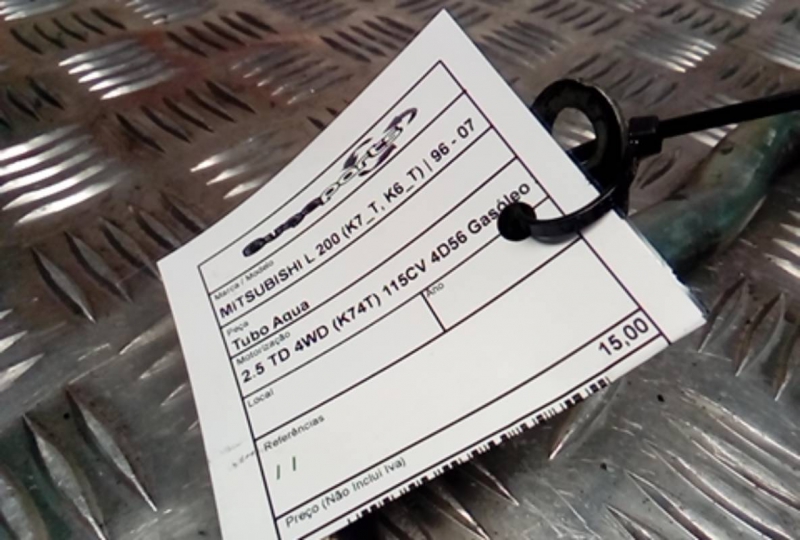 Marca / Modelo
MITSUBISHI L 200 (K7_T, K6_T) | 96 - 07
Peça
Tubo Aqua
Motorização
2.5 TD 4WD (K74T) 115CV 4D56 Gasóleo
Ano
Local
Referências
/ /
Preço (Não Inclui Iva)
15,00